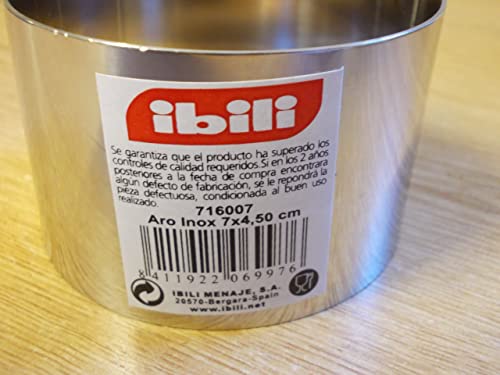 ibili
Se garantiza que el producto ha superado los
controles de calidad requeridos. Si en los 2 años
posteriores a la fecha de compra encontrara
algún defecto de fabricación, se le repondrá la
pieza defectuosa, condicionada al buen uso
realizado.
716007
Aro Inox 7x4,50 cm
8 411922 069976
IBILI MENAJE, S.A.
20570-Bergara-Spain
www.ibili.net